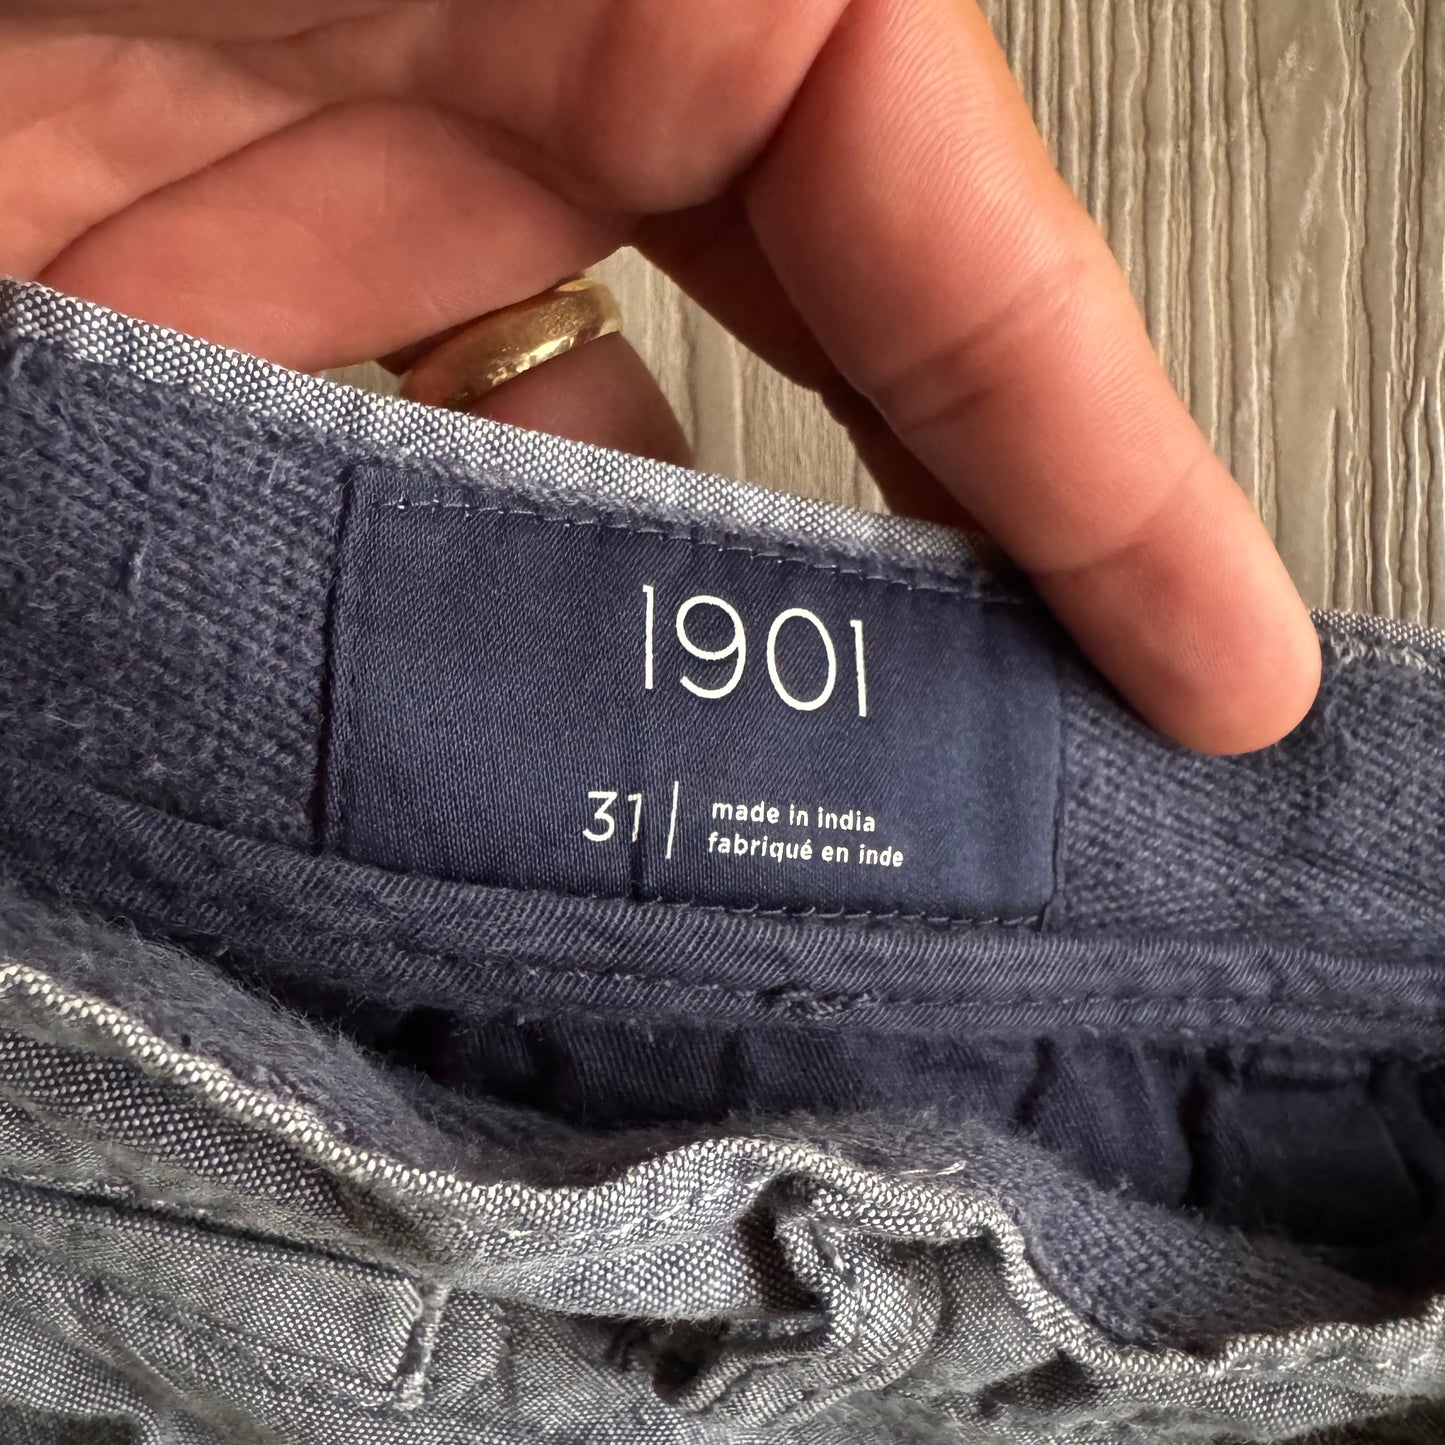 1901
31 | made in india
fabriqué en inde